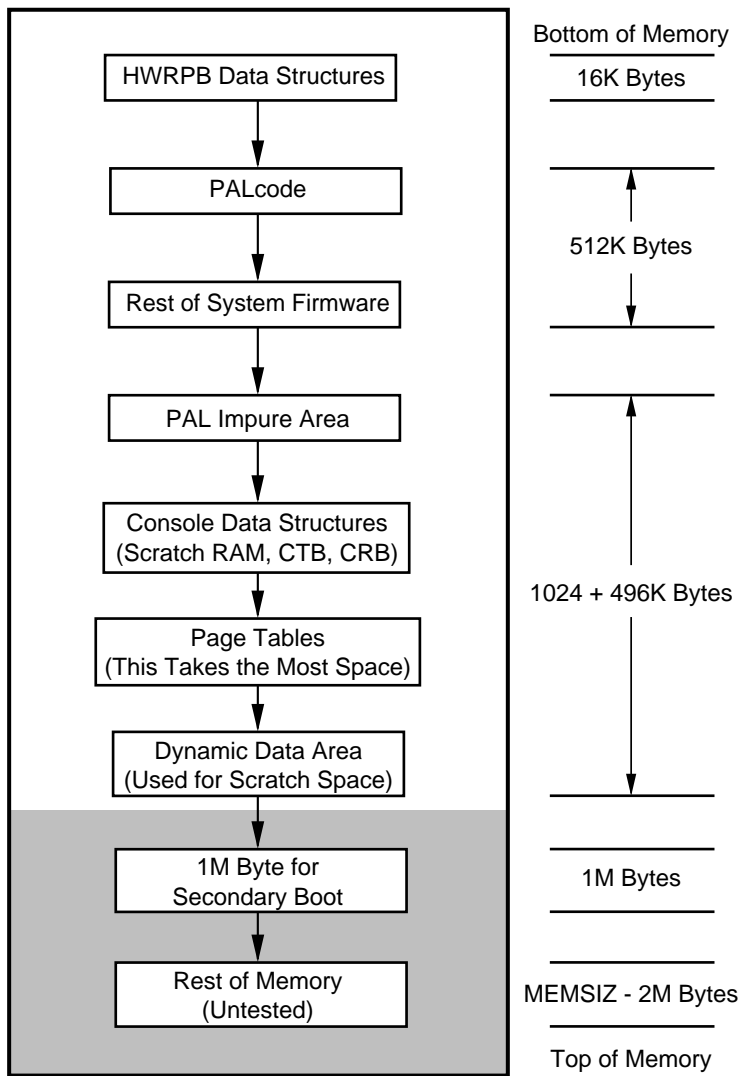 Bottom of Memory
HWRPB Data Structures
16K Bytes
PALcode
512K Bytes
Rest of System Firmware
PAL Impure Area
Console Data Structures
(Scratch RAM, CTB, CRB)
1024 + 496K Bytes
Page Tables
(This Takes the Most Space)
Dynamic Data Area
(Used for Scratch Space)
1M Byte for
Secondary Boot
1M Bytes
Rest of Memory
(Untested)
MEMSIZ - 2M Bytes
Top of Memory